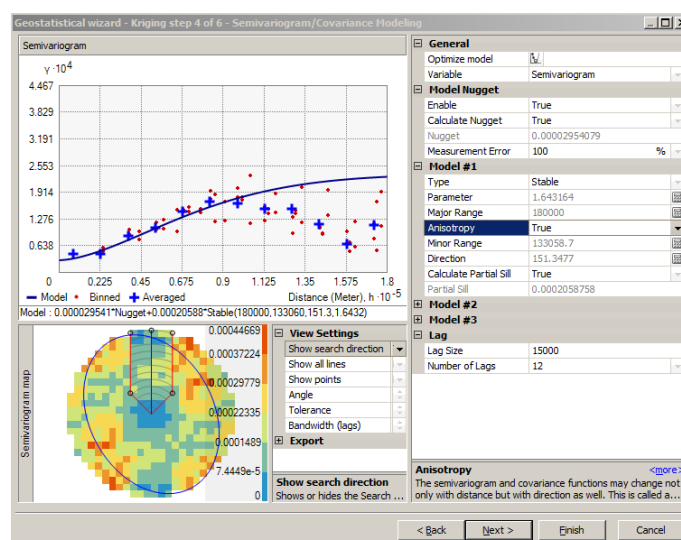 Geostatistical wizard - Kriging step 4 of 6 - Semivariogram/Covariance Modeling
Semivariogram
γ·10⁴
4.467
3.829
3.191
2.553
1.914
1.276
0.638
0 0.225 0.45 0.675 0.9 1.125 1.35 1.575 1.8
Model Binned Averaged Distance (Meter), h·10⁻⁵
Model : 0.000029541*Nugget+0.00020588*Stable(180000,133060,151.3,1.6432)
Semivariogram map
0.00044669
0.00037224
0.00029779
0.00022335
0.0001489
7.4449e-5
0
View Settings
Show search direction
Show all lines
Show points
Angle
Tolerance
Bandwidth (lags)
Export
Show search direction
Shows or hides the Search ...
General
Optimize model
Variable Semivariogram
Model Nugget
Enable True
Calculate Nugget True
Nugget 0.00002954079
Measurement Error 100 %
Model #1
Type Stable
Parameter 1.643164
Major Range 180000
Anisotropy True
Minor Range 133058.7
Direction 151.3477
Calculate Partial Sill True
Partial Sill 0.0002058758
Model #2
Model #3
Lag
Lag Size 15000
Number of Lags 12
Anisotropy <more>
The semivariogram and covariance functions may change not
only with distance but with direction as well. This is called a...
< Back Next > Finish Cancel